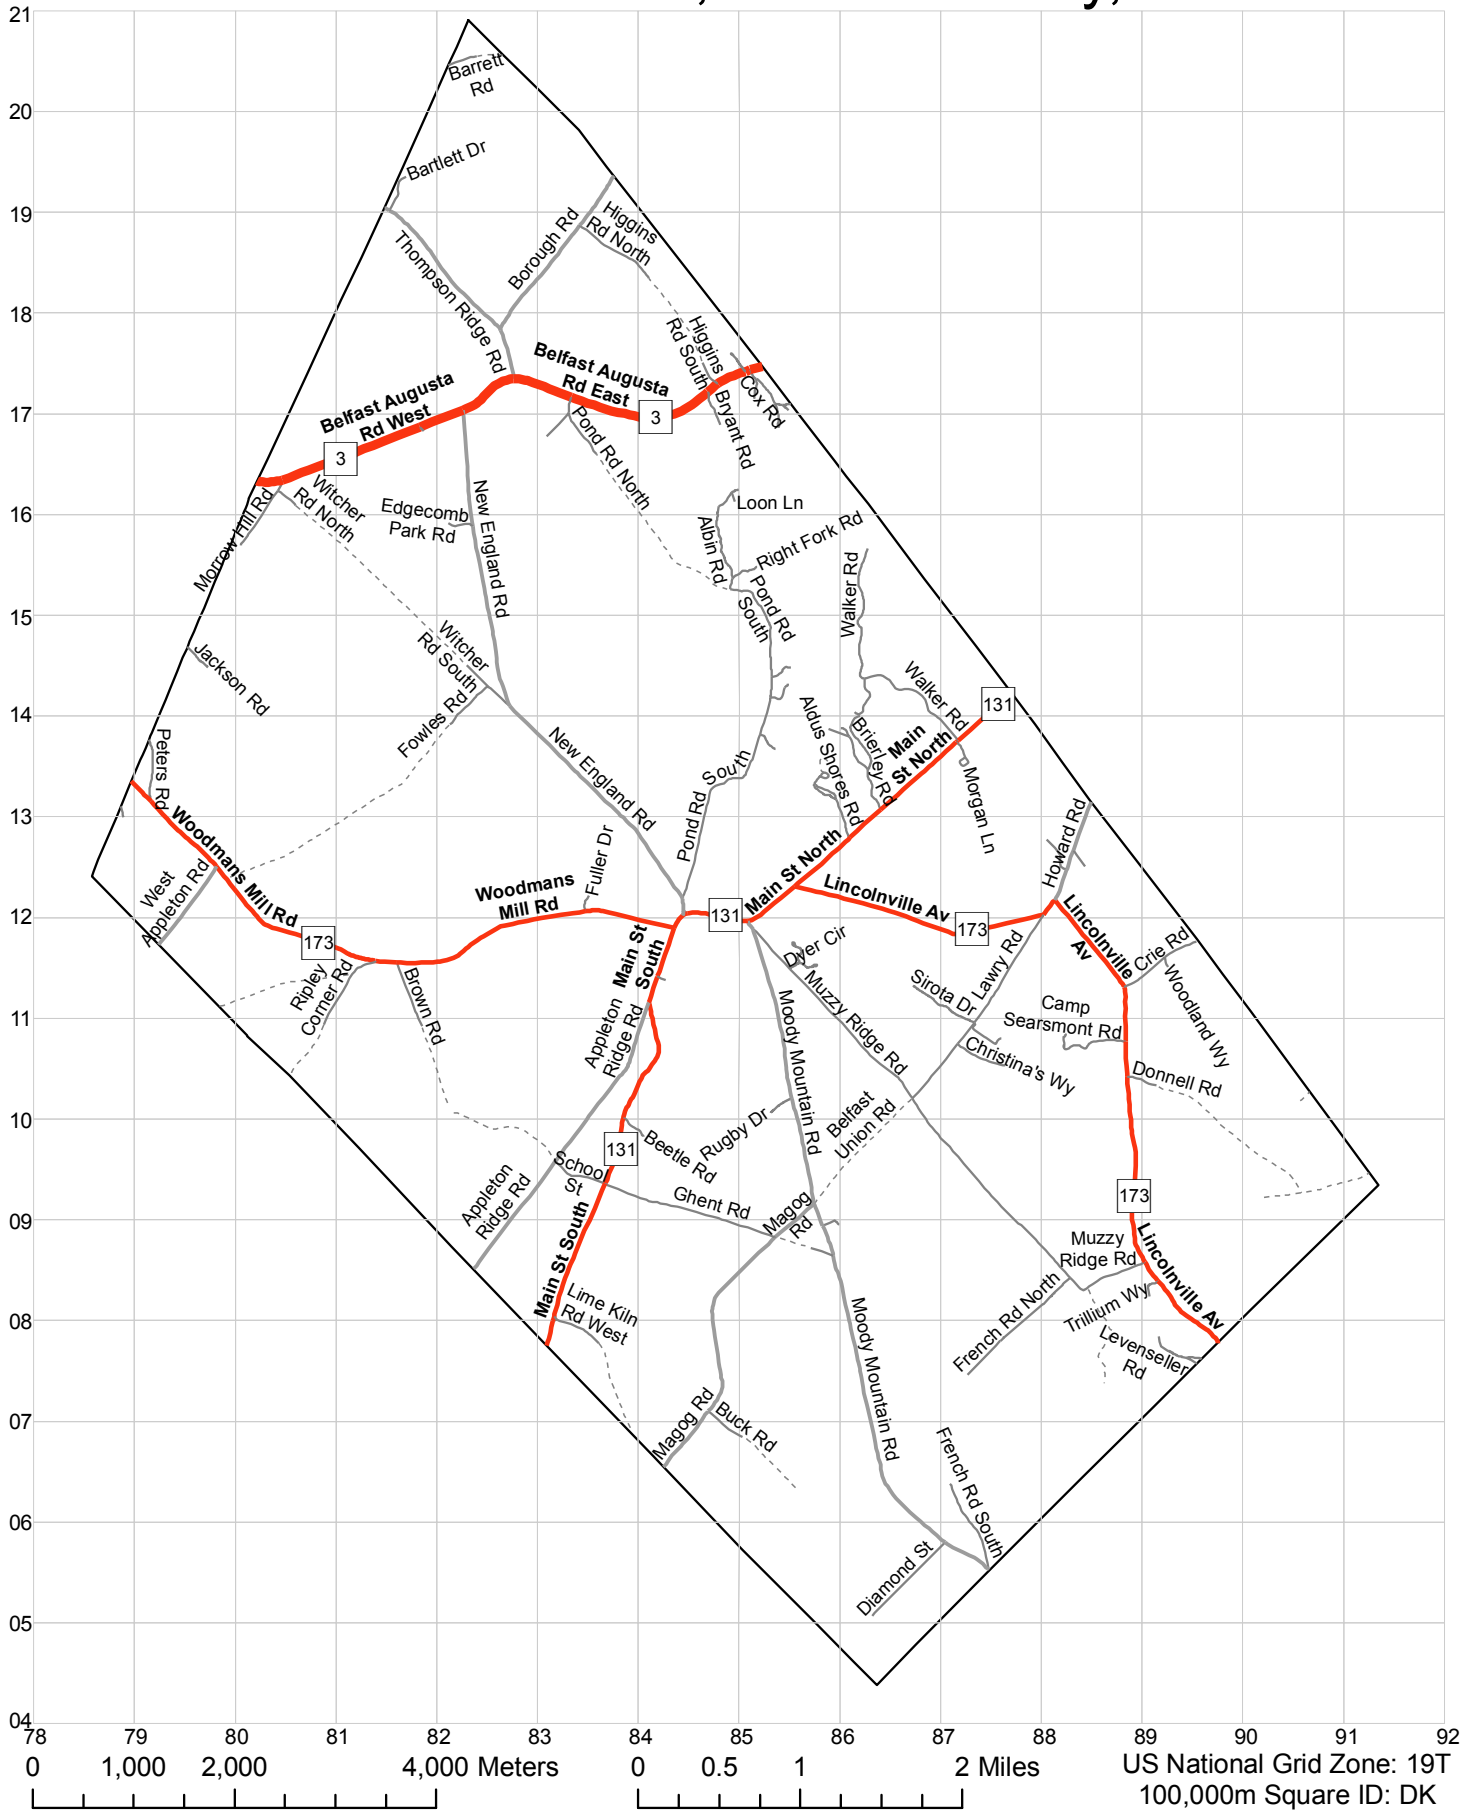 21
20
19
18
17
16
15
14
13
12
11
10
09
08
07
06
05
04
Barrett
Rd
Bartlett Dr
Thompson Ridge Rd
Borough Rd
Higgins
Rd North
Higgins
Rd South
Belfast Augusta
Rd West
3
Belfast Augusta
Rd East
3
Cox Rd
Bryant Rd
Pond Rd North
Morrow Hill Rd
Witcher
Rd North
Edgecomb
Park Rd
New England Rd
Loon Ln
Albin Rd
Right Fork Rd
Pond Rd
South
Walker Rd
Witcher
Rd South
Jackson Rd
Fowles Rd
Walker Rd
131
Peters Rd
New England Rd
Pond Rd South
Aldus Shores Rd
Brierley Rd
Main
St North
Morgan Ln
Woodmans Mill Rd
West
Appleton Rd
Woodmans
Mill Rd
Fuller Dr
Main St North
Howard Rd
Lincolnville Av
131
173
173
Lincolnville
Av
Main St
South
Dyer Cir
Lawry Rd
Crie Rd
Ripley
Corner Rd
Brown Rd
Appleton
Ridge Rd
Moody Mountain Rd
Muzzy Ridge Rd
Sirota Dr
Camp
Searsmont Rd
Woodland Wy
Christina's Wy
Donnell Rd
Belfast
Union Rd
Rugby Dr
131
Beetle Rd
School
St
Appleton
Ridge Rd
Ghent Rd
Magog
Rd
173
Main St South
Muzzy
Ridge Rd
Lincolnville Av
Lime Kiln
Rd West
French Rd North
Trillium Wy
Levenseller
Rd
Moody Mountain Rd
Magog Rd
Buck Rd
French Rd South
Diamond St
78 79 80 81 82 83 84 85 86 87 88 89 90 91 92
0 1,000 2,000 4,000 Meters
0 0.5 1 2 Miles
US National Grid Zone: 19T
100,000m Square ID: DK